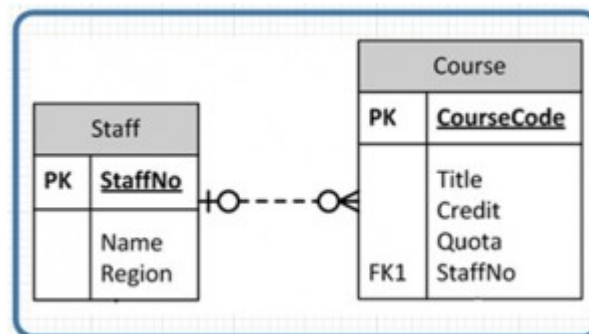 Staff
PK StaffNo
Name
Region
Course
PK CourseCode
Title
Credit
Quota
FK1 StaffNo